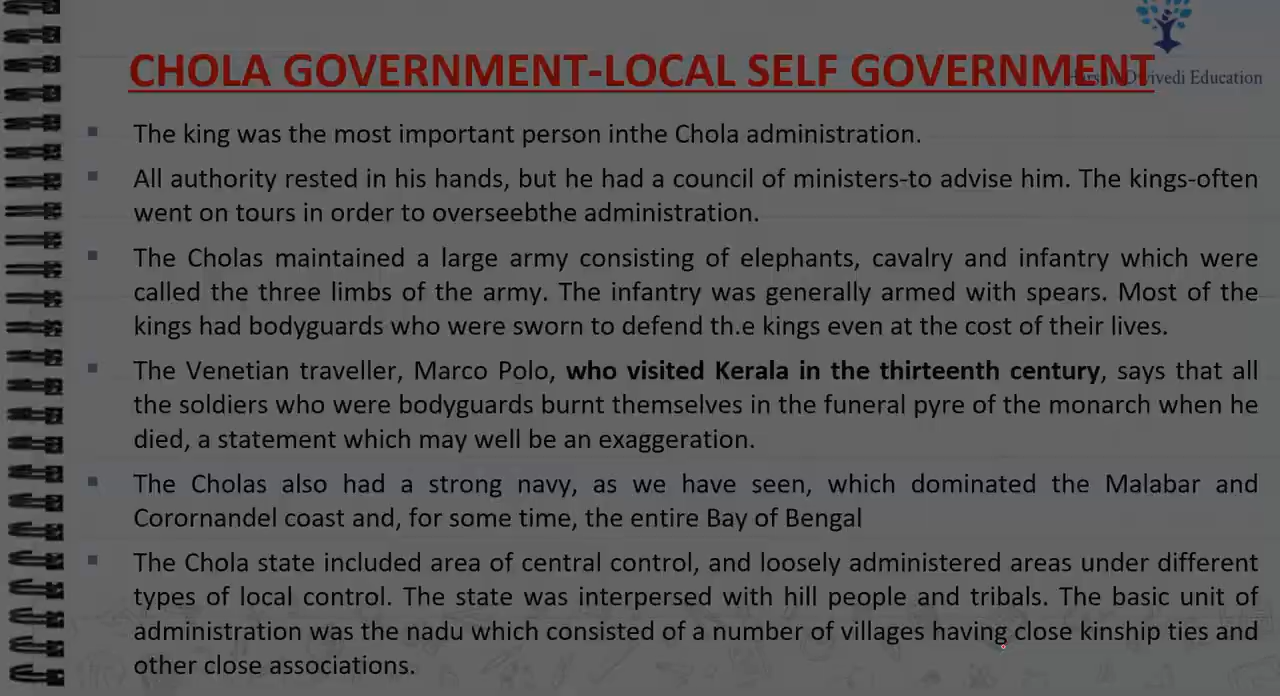 CHOLA GOVERNMENT-LOCAL SELF GOVERNMENT
Dwivedi Education
The king was the most important person inthe Chola administration.
All authority rested in his hands, but he had a council of ministers-to advise him. The kings-often
went on tours in order to overseebthe administration.
The Cholas maintained a large army consisting of elephants, cavalry and infantry which were
called the three limbs of the army. The infantry was generally armed with spears. Most of the
kings had bodyguards who were sworn to defend th.e kings even at the cost of their lives.
The Venetian traveller, Marco Polo, who visited Kerala in the thirteenth century, says that all
the soldiers who were bodyguards burnt themselves in the funeral pyre of the monarch when he
died, a statement which may well be an exaggeration.
The Cholas also had a strong navy, as we have seen, which dominated the Malabar and
Corornandel coast and, for some time, the entire Bay of Bengal
The Chola state included area of central control, and loosely administered areas under different
types of local control. The state was interpersed with hill people and tribals. The basic unit of
administration was the nadu which consisted of a number of villages having close kinship ties and
other close associations.